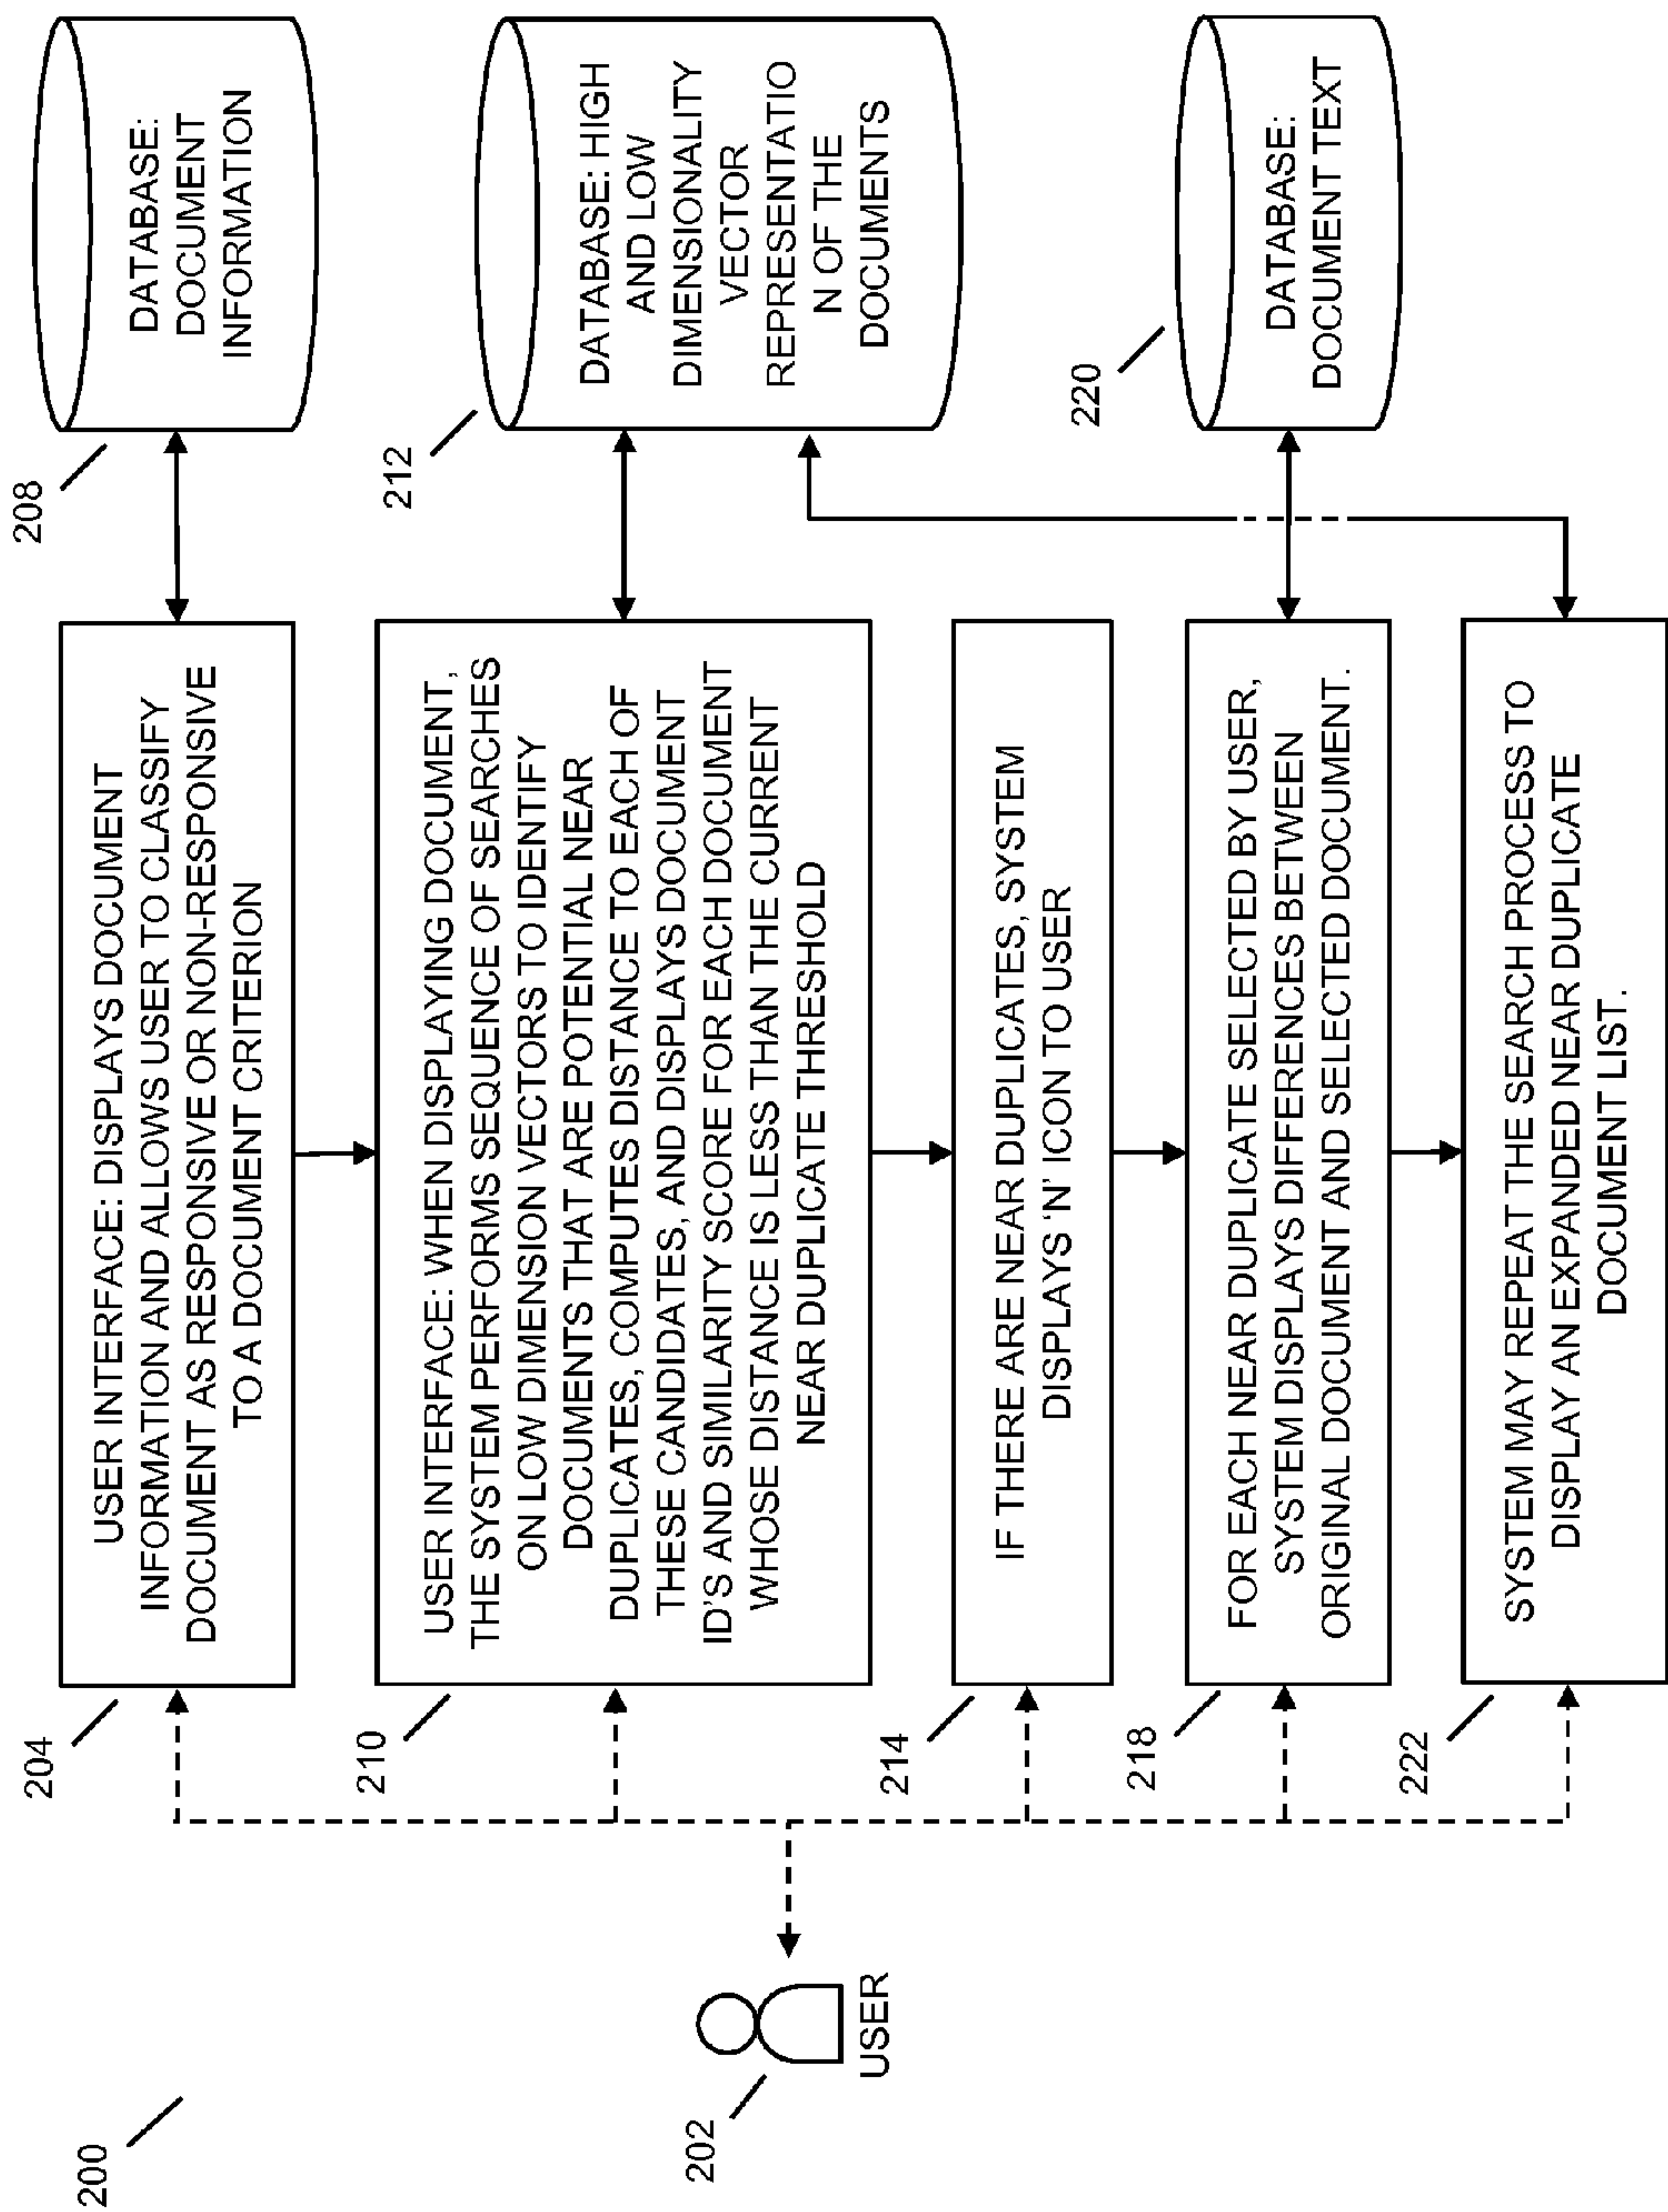 200
202
USER
204
USER INTERFACE: DISPLAYS DOCUMENT
INFORMATION AND ALLOWS USER TO CLASSIFY
DOCUMENT AS RESPONSIVE OR NON-RESPONSIVE
TO A DOCUMENT CRITERION
208
DATABASE:
DOCUMENT
INFORMATION
210
USER INTERFACE: WHEN DISPLAYING DOCUMENT,
THE SYSTEM PERFORMS SEQUENCE OF SEARCHES
ON LOW DIMENSION VECTORS TO IDENTIFY
DOCUMENTS THAT ARE POTENTIAL NEAR
DUPLICATES, COMPUTES DISTANCE TO EACH OF
THESE CANDIDATES, AND DISPLAYS DOCUMENT
ID'S AND SIMILARITY SCORE FOR EACH DOCUMENT
WHOSE DISTANCE IS LESS THAN THE CURRENT
NEAR DUPLICATE THRESHOLD
212
DATABASE: HIGH
AND LOW
DIMENSIONALITY
VECTOR
REPRESENTATIO
N OF THE
DOCUMENTS
214
IF THERE ARE NEAR DUPLICATES, SYSTEM
DISPLAYS ‘N’ ICON TO USER
218
FOR EACH NEAR DUPLICATE SELECTED BY USER,
SYSTEM DISPLAYS DIFFERENCES BETWEEN
ORIGINAL DOCUMENT AND SELECTED DOCUMENT.
220
DATABASE:
DOCUMENT TEXT
222
SYSTEM MAY REPEAT THE SEARCH PROCESS TO
DISPLAY AN EXPANDED NEAR DUPLICATE
DOCUMENT LIST.